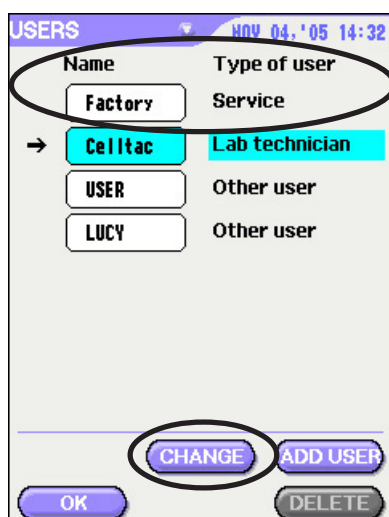 USERS NOV 04,'05 14:32
Name Type of user
Factory Service
→ Celltac Lab technician
USER Other user
LUCY Other user
CHANGE ADD USER
OK DELETE